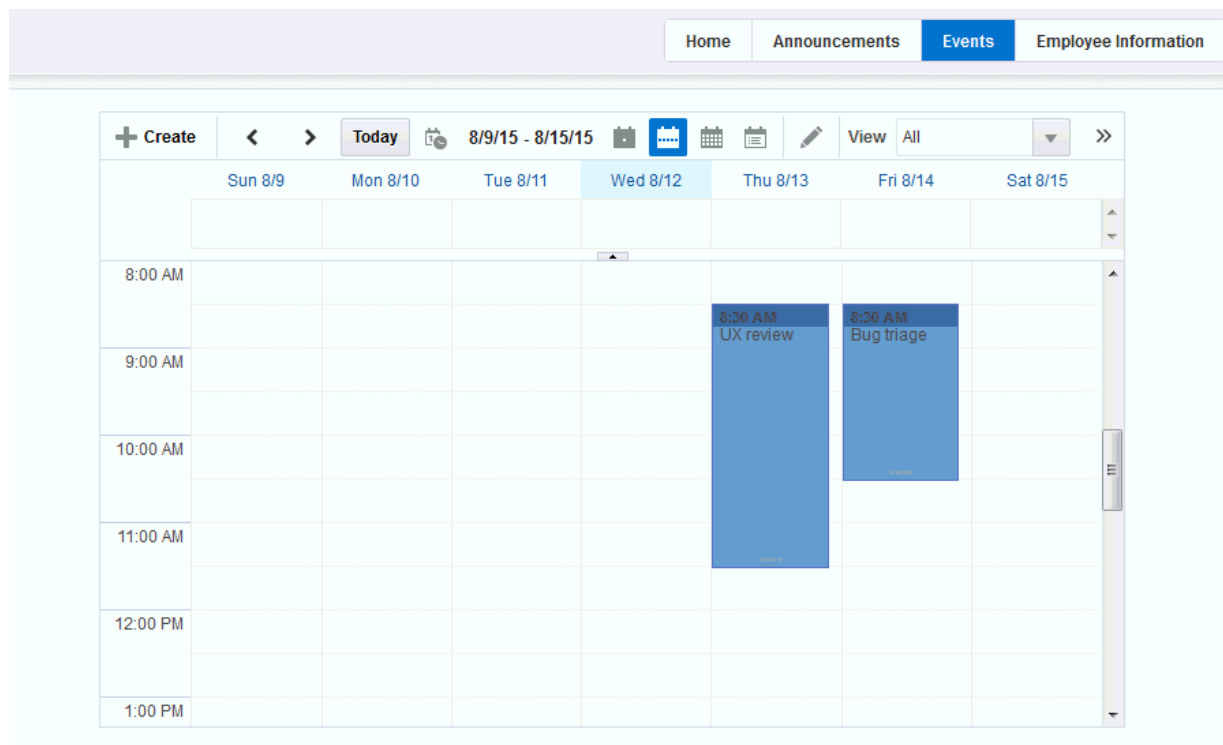 Home Announcements Events Employee Information
Create Today 8/9/15 - 8/15/15 View All
Sun 8/9 Mon 8/10 Tue 8/11 Wed 8/12 Thu 8/13 Fri 8/14 Sat 8/15
8:00 AM
8:30 AM 8:30 AM
UX review Bug triage
9:00 AM
10:00 AM
11:00 AM
12:00 PM
1:00 PM